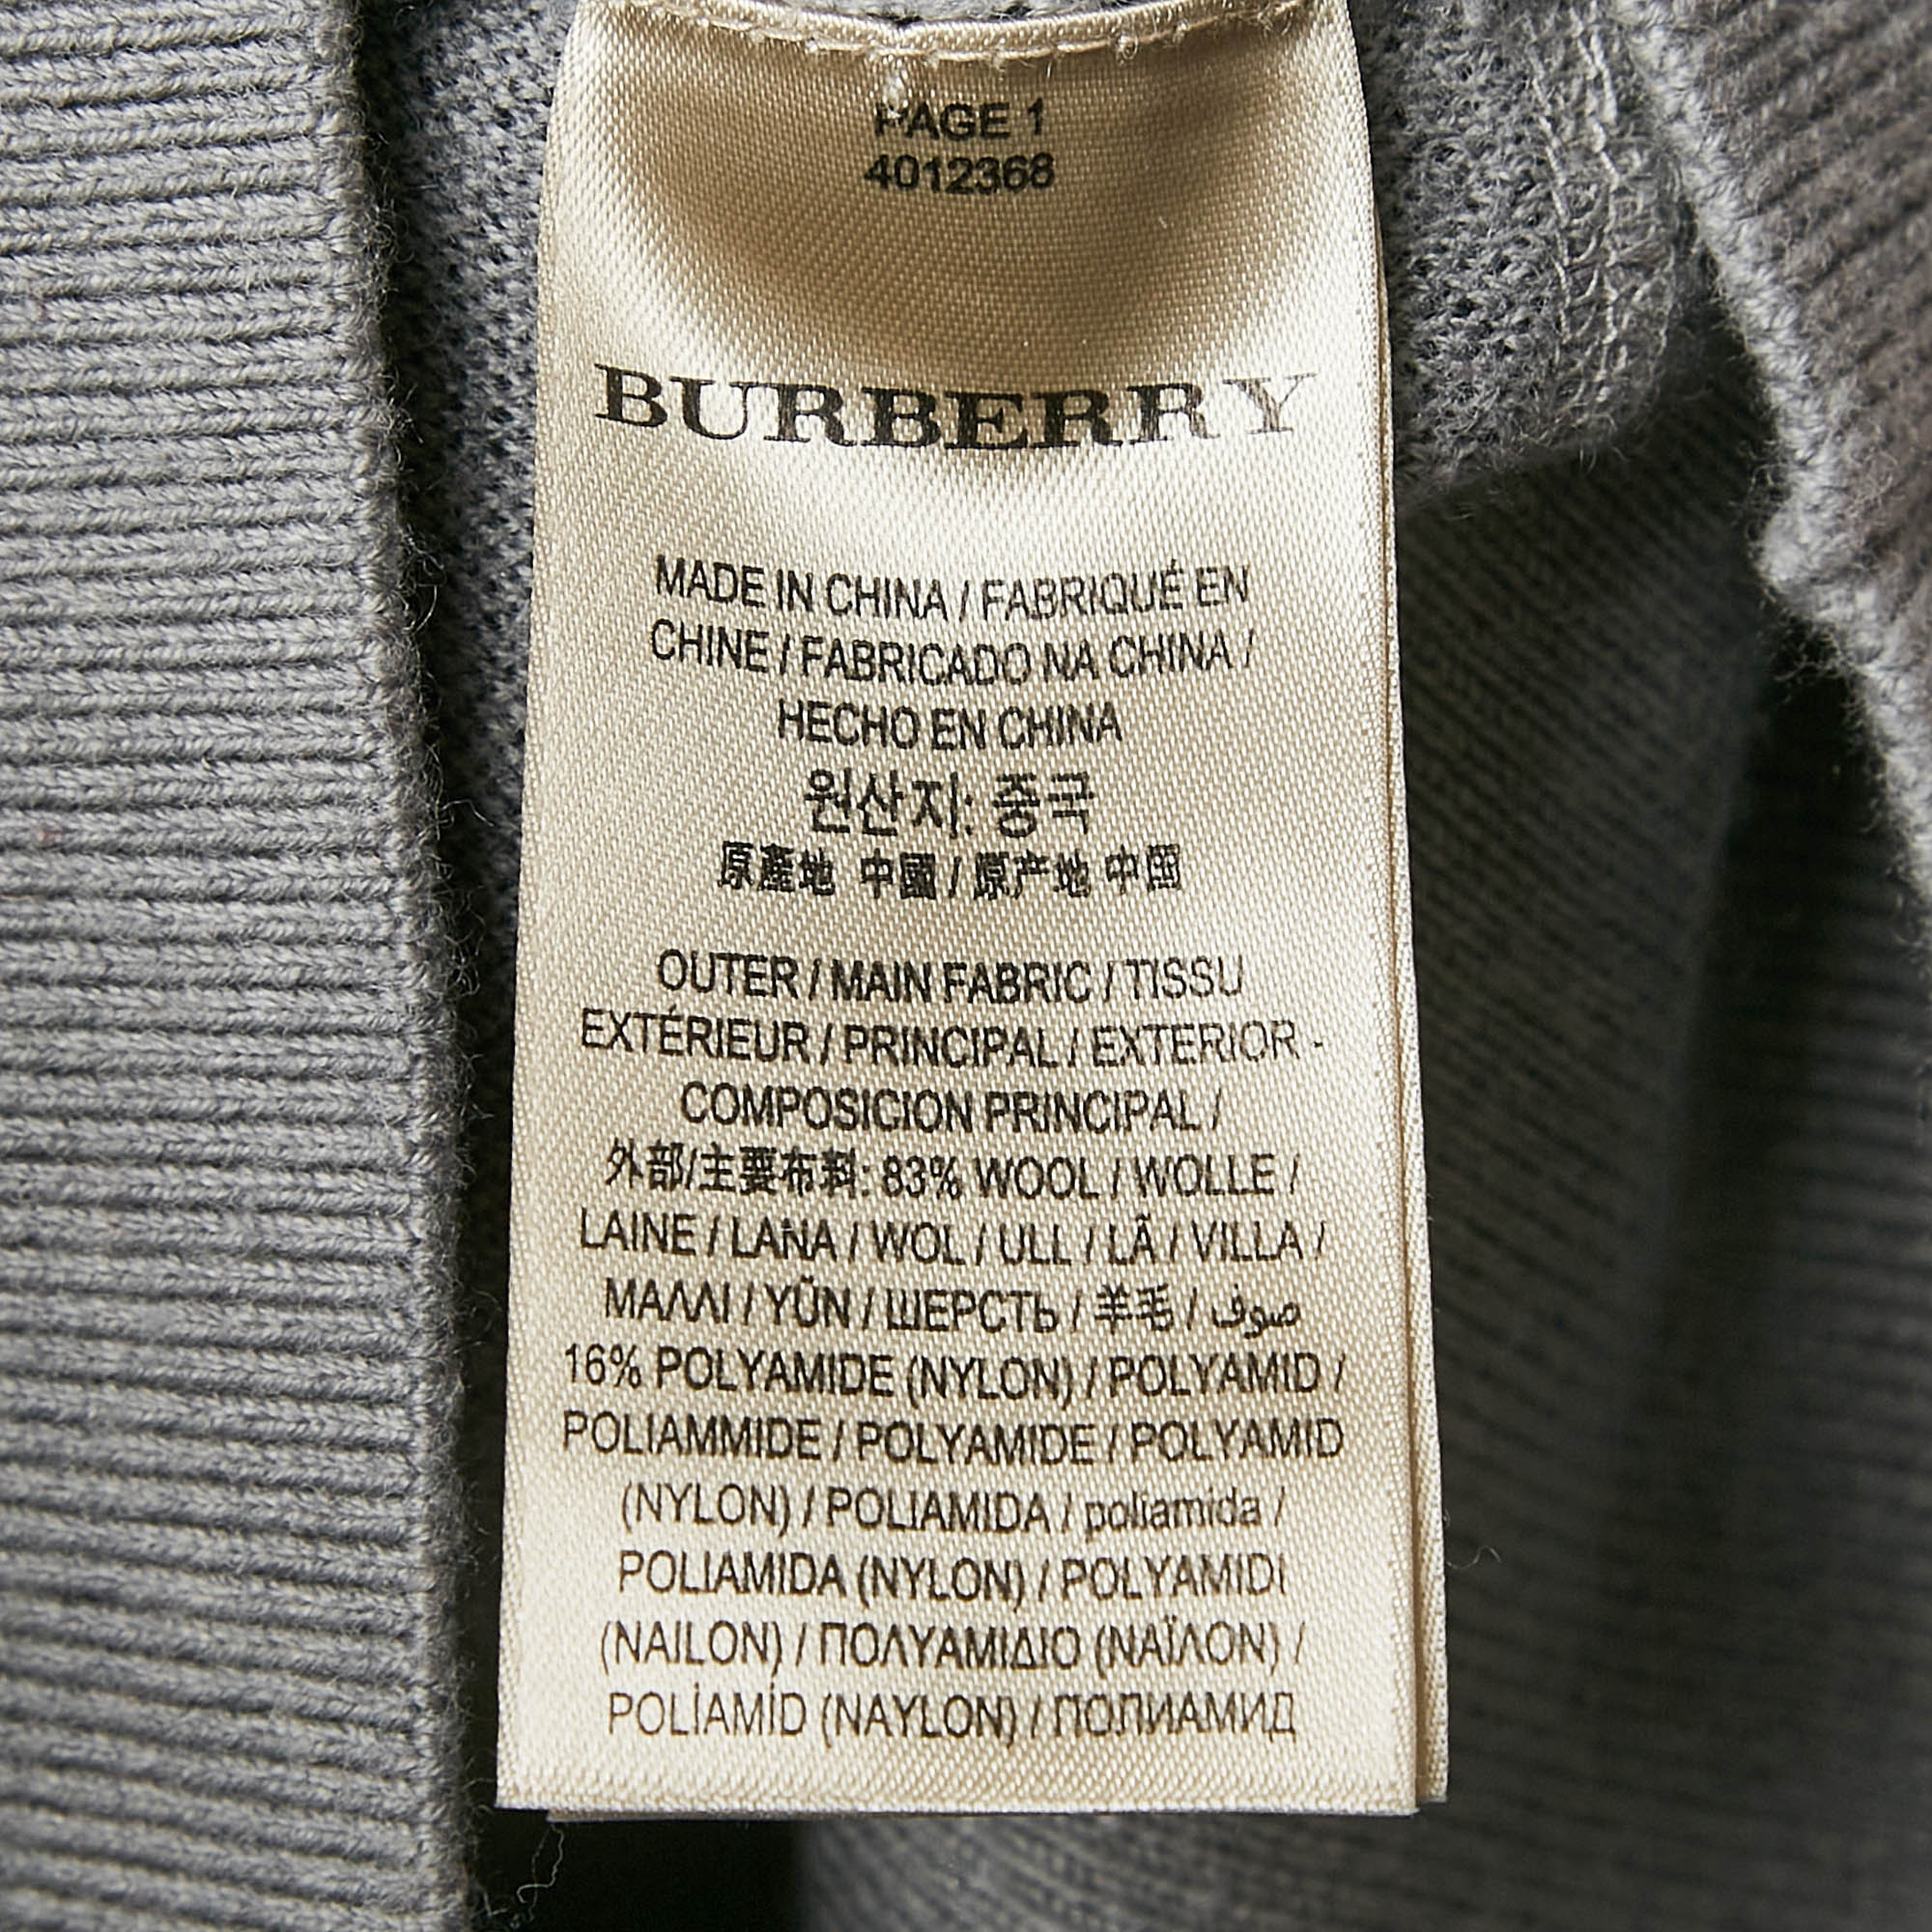 PAGE 1
4012368
BURBERRY
MADE IN CHINA / FABRIQUÉ EN
CHINE / FABRICADO NA CHINA /
HECHO EN CHINA
원산지: 중국
原產地 中國 / 原产地 中国
OUTER / MAIN FABRIC / TISSU
EXTÉRIEUR / PRINCIPAL / EXTERIOR -
COMPOSICION PRINCIPAL /
外部/主要布料: 83% WOOL / WOLLE /
LAINE / LANA / WOL / ULL / LÃ / VILLA /
ΜΑΛΛΙ / YŬN / ШЕРСТЬ / 羊毛 / صوف
16% POLYAMIDE (NYLON) / POLYAMID /
POLIAMMIDE / POLYAMIDE / POLYAMID
(NYLON) / POLIAMIDA / poliamida /
POLIAMIDA (NYLON) / POLYAMIDI
(NAILON) / ΠΟΛΥΑΜΙΔΙΟ (ΝΑΪΛΟΝ) /
POLİAMİD (NAYLON) / ПОЛИАМИД